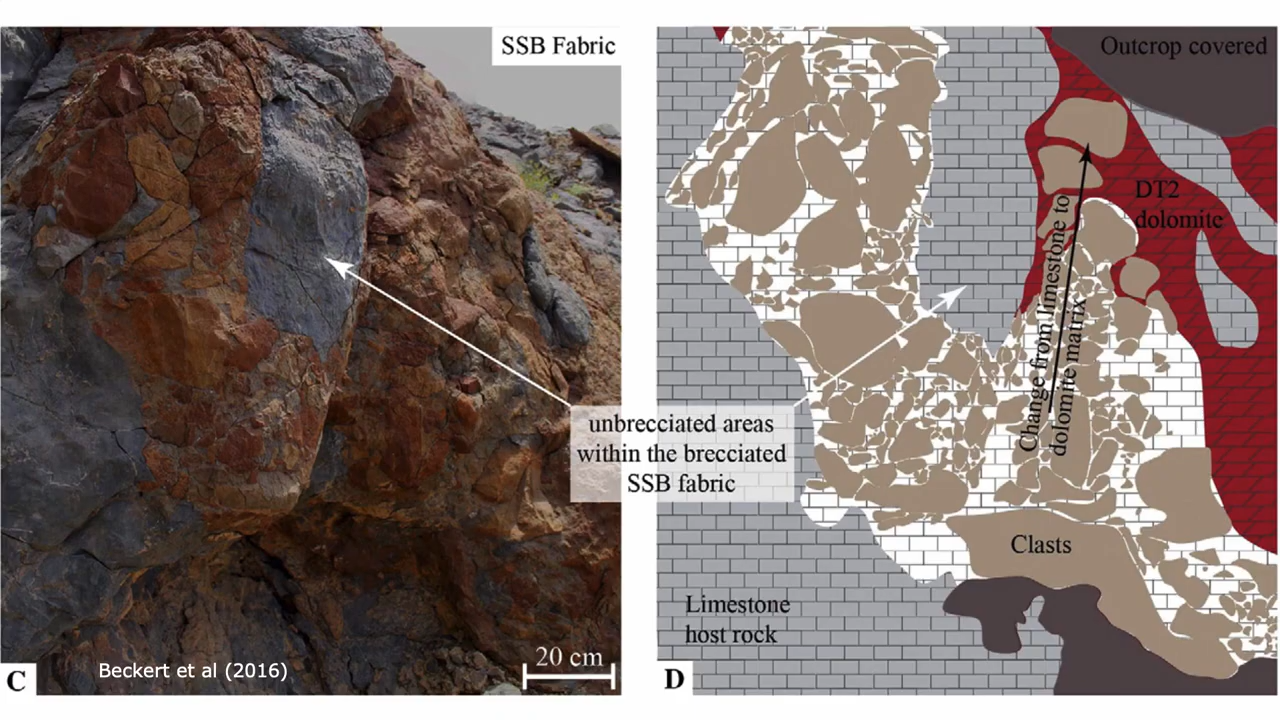 SSB Fabric
Outcrop covered
DT2
dolomite
Change from limestone to
dolomite matrix
unbrecciated areas
within the brecciated
SSB fabric
Clasts
Limestone
host rock
20 cm
Beckert et al (2016)
C
D